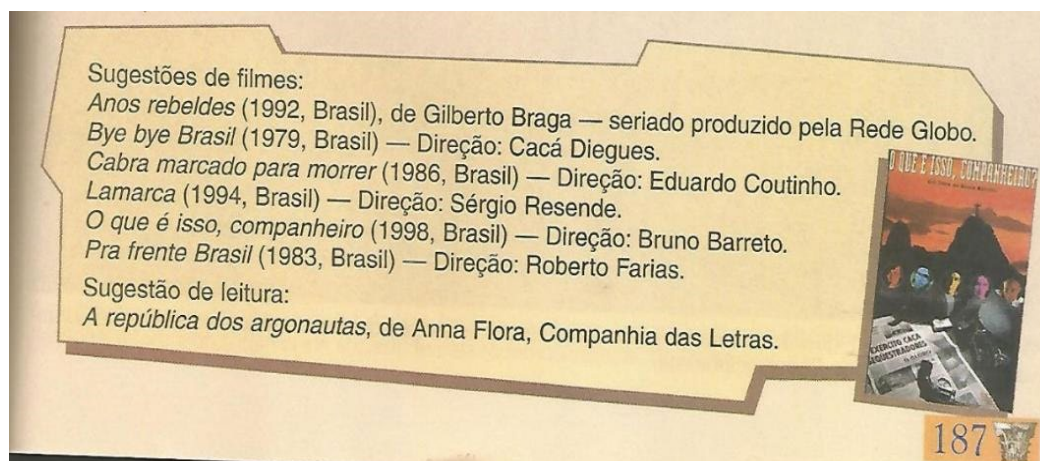 Sugestões de filmes:
Anos rebeldes (1992, Brasil), de Gilberto Braga — seriado produzido pela Rede Globo.
Bye bye Brasil (1979, Brasil) — Direção: Cacá Diegues.
Cabra marcado para morrer (1986, Brasil) — Direção: Eduardo Coutinho.
Lamarca (1994, Brasil) — Direção: Sérgio Resende.
O que é isso, companheiro (1998, Brasil) — Direção: Bruno Barreto.
Pra frente Brasil (1983, Brasil) — Direção: Roberto Farias.
Sugestão de leitura:
A república dos argonautas, de Anna Flora, Companhia das Letras.
O QUE É ISSO, COMPANHEIRO?
EXERCITO CAÇA
SEQUESTRADORES
187